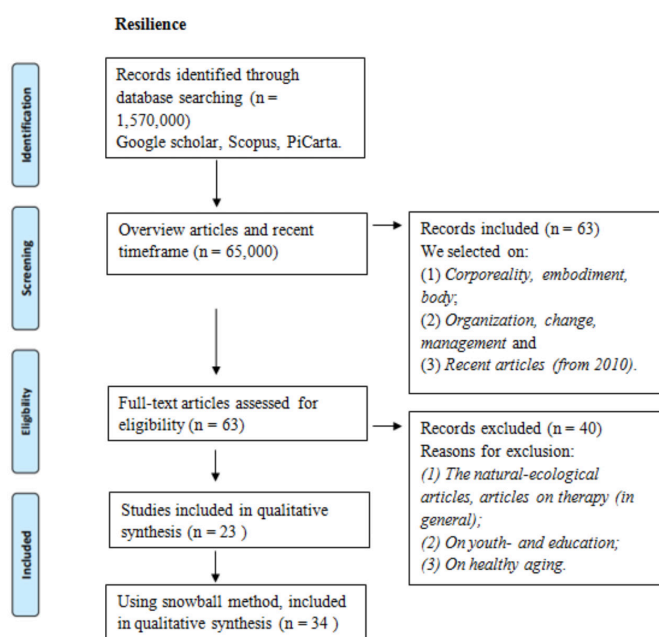 Resilience
Identification
Records identified through
database searching (n =
1,570,000)
Google scholar, Scopus, PiCarta.
Screening
Overview articles and recent
timeframe (n = 65,000)
Records included (n = 63)
We selected on:
(1) Corporeality, embodiment,
body;
(2) Organization, change,
management and
(3) Recent articles (from 2010).
Eligibility
Full-text articles assessed for
eligibility (n = 63)
Records excluded (n = 40)
Reasons for exclusion:
(1) The natural-ecological
articles, articles on therapy (in
general);
(2) On youth- and education;
(3) On healthy aging.
Included
Studies included in qualitative
synthesis (n = 23 )
Using snowball method, included
in qualitative synthesis (n = 34 )